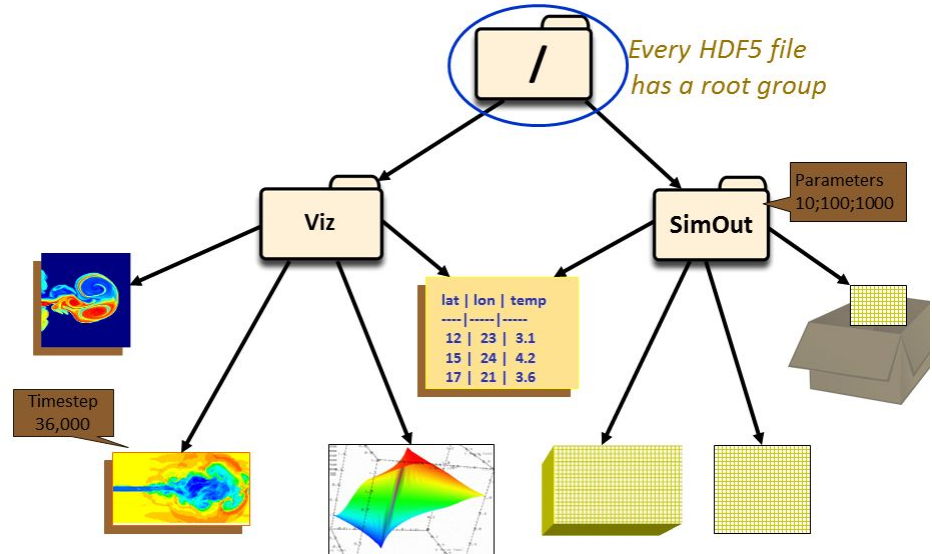 /
Every HDF5 file
has a root group
Viz
SimOut
Parameters
10;100;1000
lat | lon | temp
----|-----|-----
12 | 23 | 3.1
15 | 24 | 4.2
17 | 21 | 3.6
Timestep
36,000